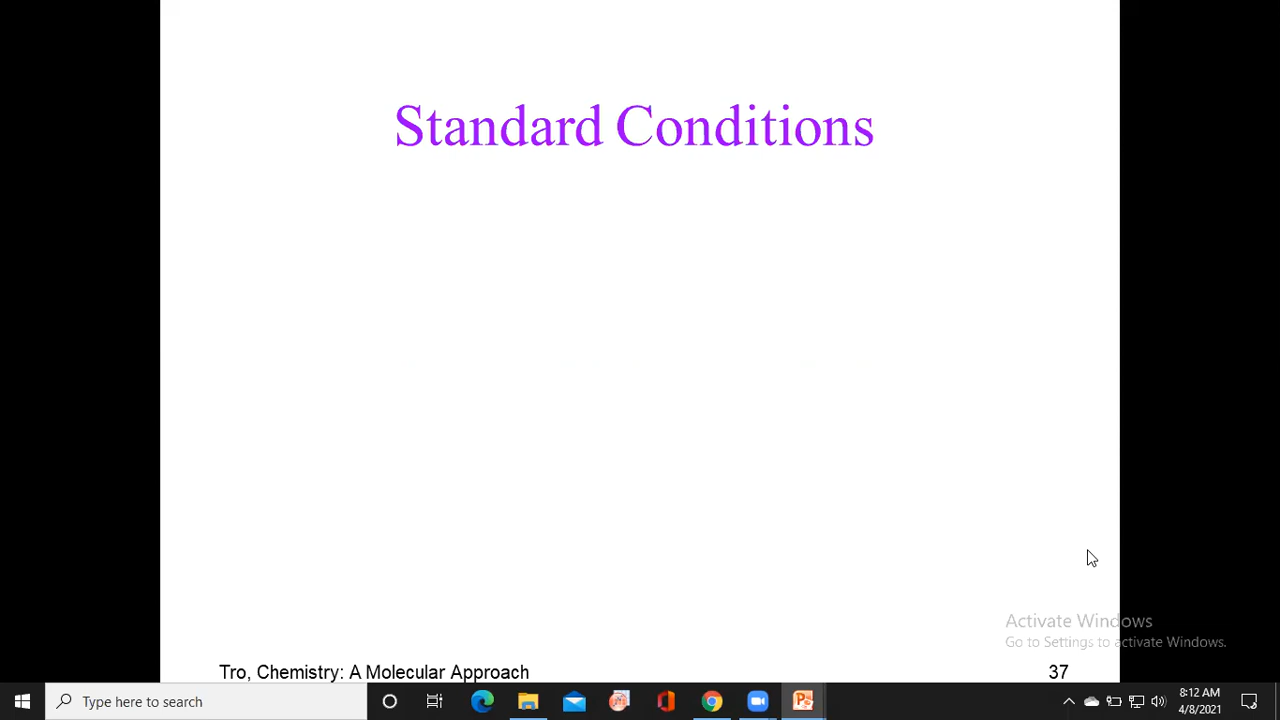 Standard Conditions
Activate Windows
Go to Settings to activate Windows.
Tro, Chemistry: A Molecular Approach
37
Type here to search
8:12 AM
4/8/2021